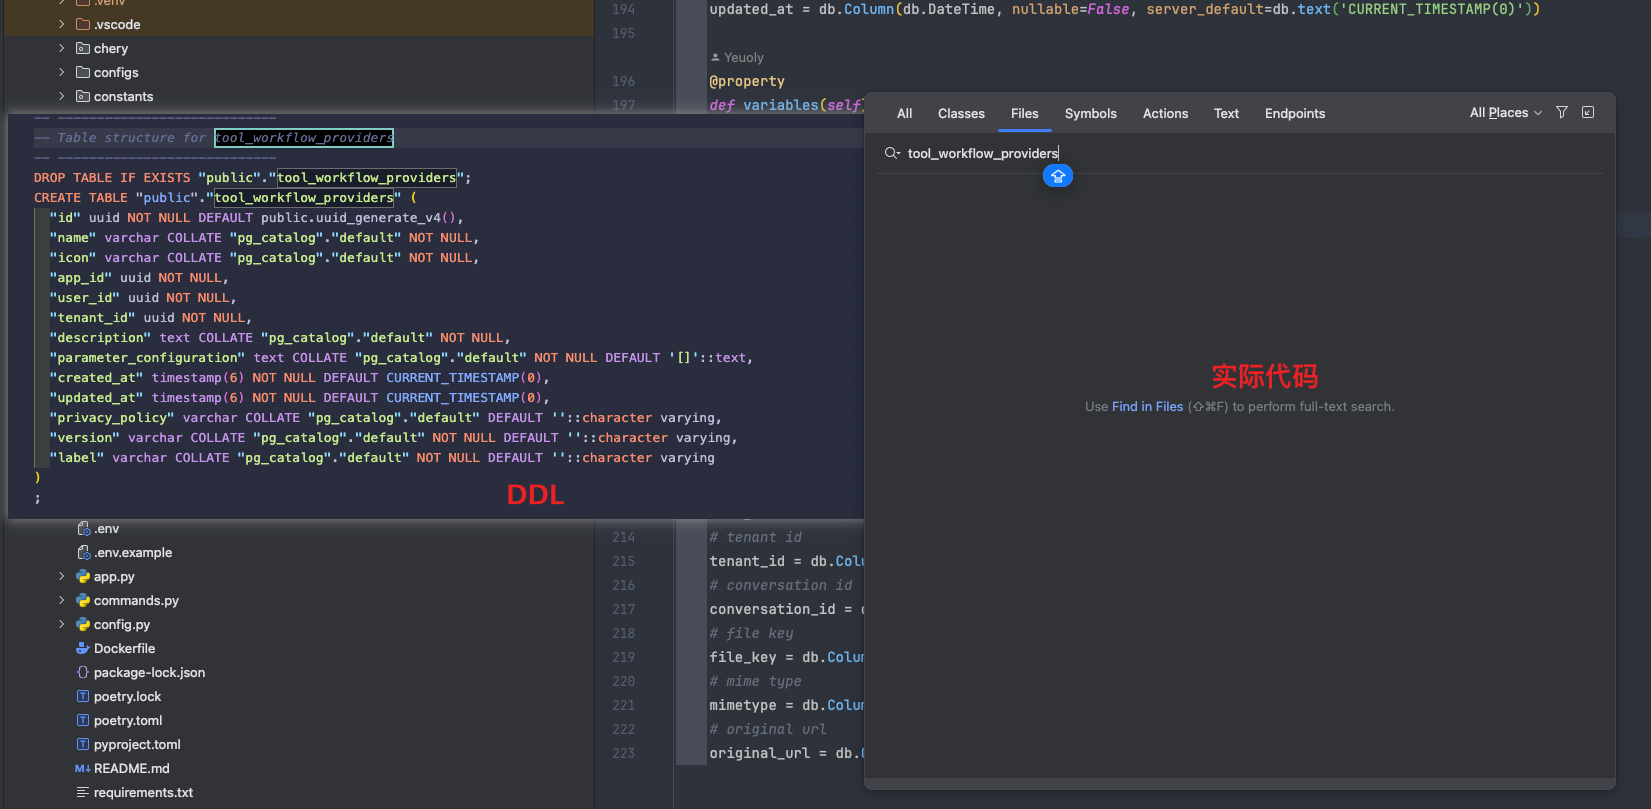 .venv
.vscode
chery
configs
constants
-- ----------------------------
-- Table structure for tool_workflow_providers
-- ----------------------------
DROP TABLE IF EXISTS "public"."tool_workflow_providers";
CREATE TABLE "public"."tool_workflow_providers" (
"id" uuid NOT NULL DEFAULT public.uuid_generate_v4(),
"name" varchar COLLATE "pg_catalog"."default" NOT NULL,
"icon" varchar COLLATE "pg_catalog"."default" NOT NULL,
"app_id" uuid NOT NULL,
"user_id" uuid NOT NULL,
"tenant_id" uuid NOT NULL,
"description" text COLLATE "pg_catalog"."default" NOT NULL,
"parameter_configuration" text COLLATE "pg_catalog"."default" NOT NULL DEFAULT '[]'::text,
"created_at" timestamp(6) NOT NULL DEFAULT CURRENT_TIMESTAMP(0),
"updated_at" timestamp(6) NOT NULL DEFAULT CURRENT_TIMESTAMP(0),
"privacy_policy" varchar COLLATE "pg_catalog"."default" DEFAULT ''::character varying,
"version" varchar COLLATE "pg_catalog"."default" NOT NULL DEFAULT ''::character varying,
"label" varchar COLLATE "pg_catalog"."default" NOT NULL DEFAULT ''::character varying
)
;
DDL
.env
.env.example
app.py
commands.py
config.py
Dockerfile
package-lock.json
poetry.lock
poetry.toml
pyproject.toml
README.md
requirements.txt
194 updated_at = db.Column(db.DateTime, nullable=False, server_default=db.text('CURRENT_TIMESTAMP(0)'))
195
Yeuoly
196 @property
197 def variables(self)
214 # tenant id
215 tenant_id = db.Colu
216 # conversation id
217 conversation_id = 
218 # file key
219 file_key = db.Colum
220 # mime type
221 mimetype = db.Colum
222 # original url
223 original_url = db.
All Classes Files Symbols Actions Text Endpoints All Places
tool_workflow_providers
实际代码
Use Find in Files (⇧⌘F) to perform full-text search.